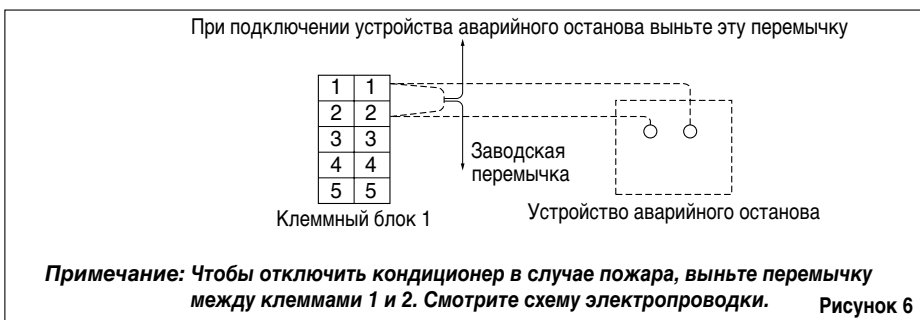 При подключении устройства аварийного останова выньте эту перемычку
1 1
2 2
3 3
4 4
5 5
Заводская
перемычка
Клеммный блок 1
Устройство аварийного останова
Примечание: Чтобы отключить кондиционер в случае пожара, выньте перемычку
между клеммами 1 и 2. Смотрите схему электропроводки.
Рисунок 6